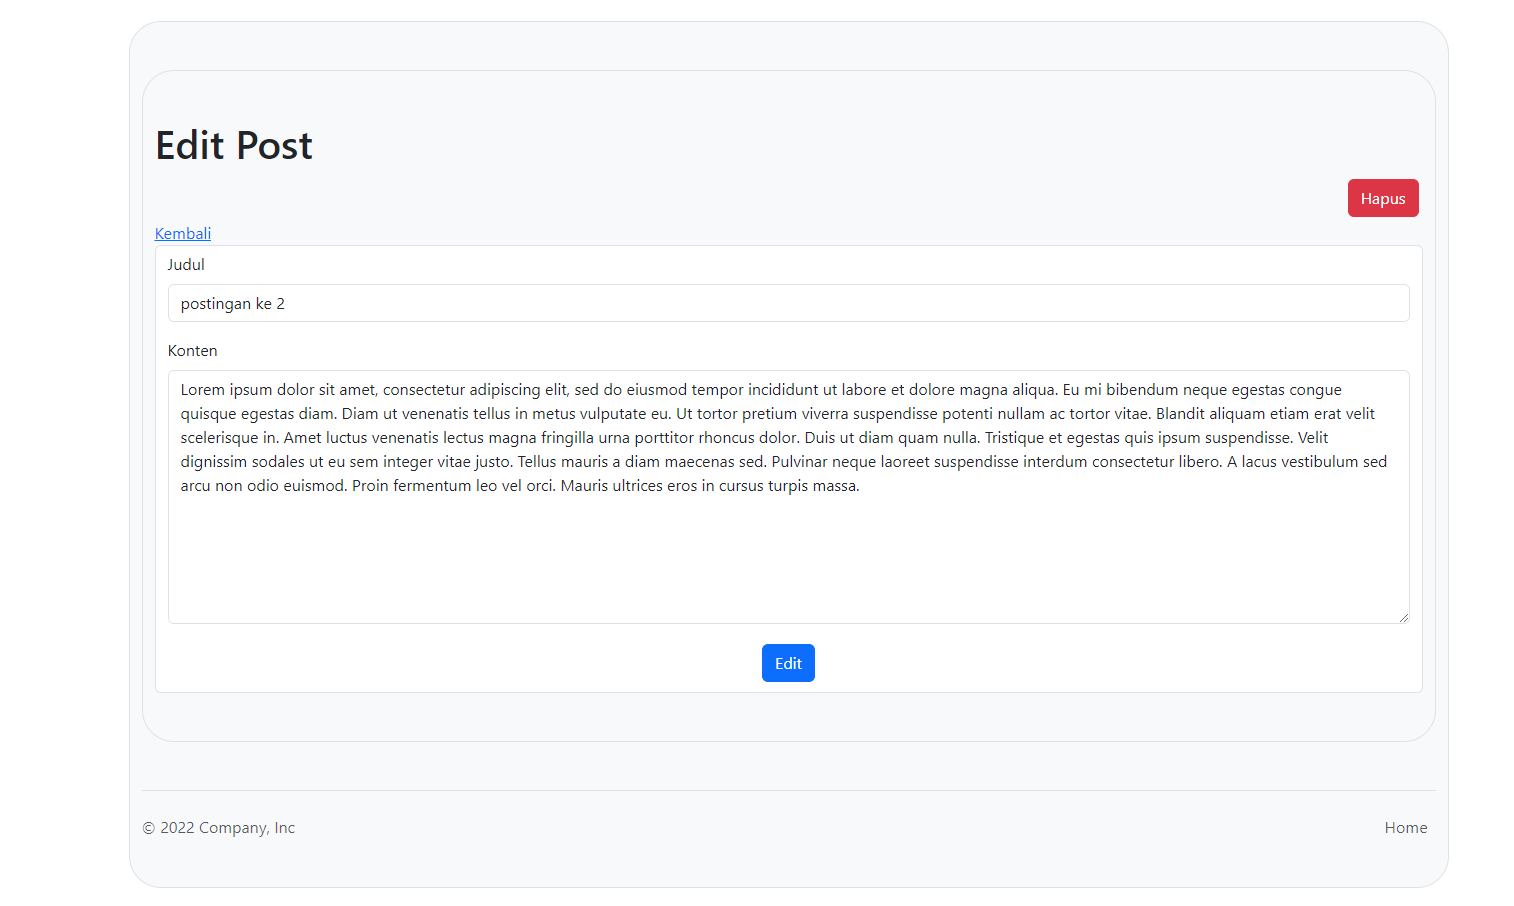 Edit Post
Hapus
Kembali
Judul
postingan ke 2
Konten
Lorem ipsum dolor sit amet, consectetur adipiscing elit, sed do eiusmod tempor incididunt ut labore et dolore magna aliqua. Eu mi bibendum neque egestas congue
quisque egestas diam. Diam ut venenatis tellus in metus vulputate eu. Ut tortor pretium viverra suspendisse potenti nullam ac tortor vitae. Blandit aliquam etiam erat velit
scelerisque in. Amet luctus venenatis lectus magna fringilla urna porttitor rhoncus dolor. Duis ut diam quam nulla. Tristique et egestas quis ipsum suspendisse. Velit
dignissim sodales ut eu sem integer vitae justo. Tellus mauris a diam maecenas sed. Pulvinar neque laoreet suspendisse interdum consectetur libero. A lacus vestibulum sed
arcu non odio euismod. Proin fermentum leo vel orci. Mauris ultrices eros in cursus turpis massa.
Edit
© 2022 Company, Inc
Home